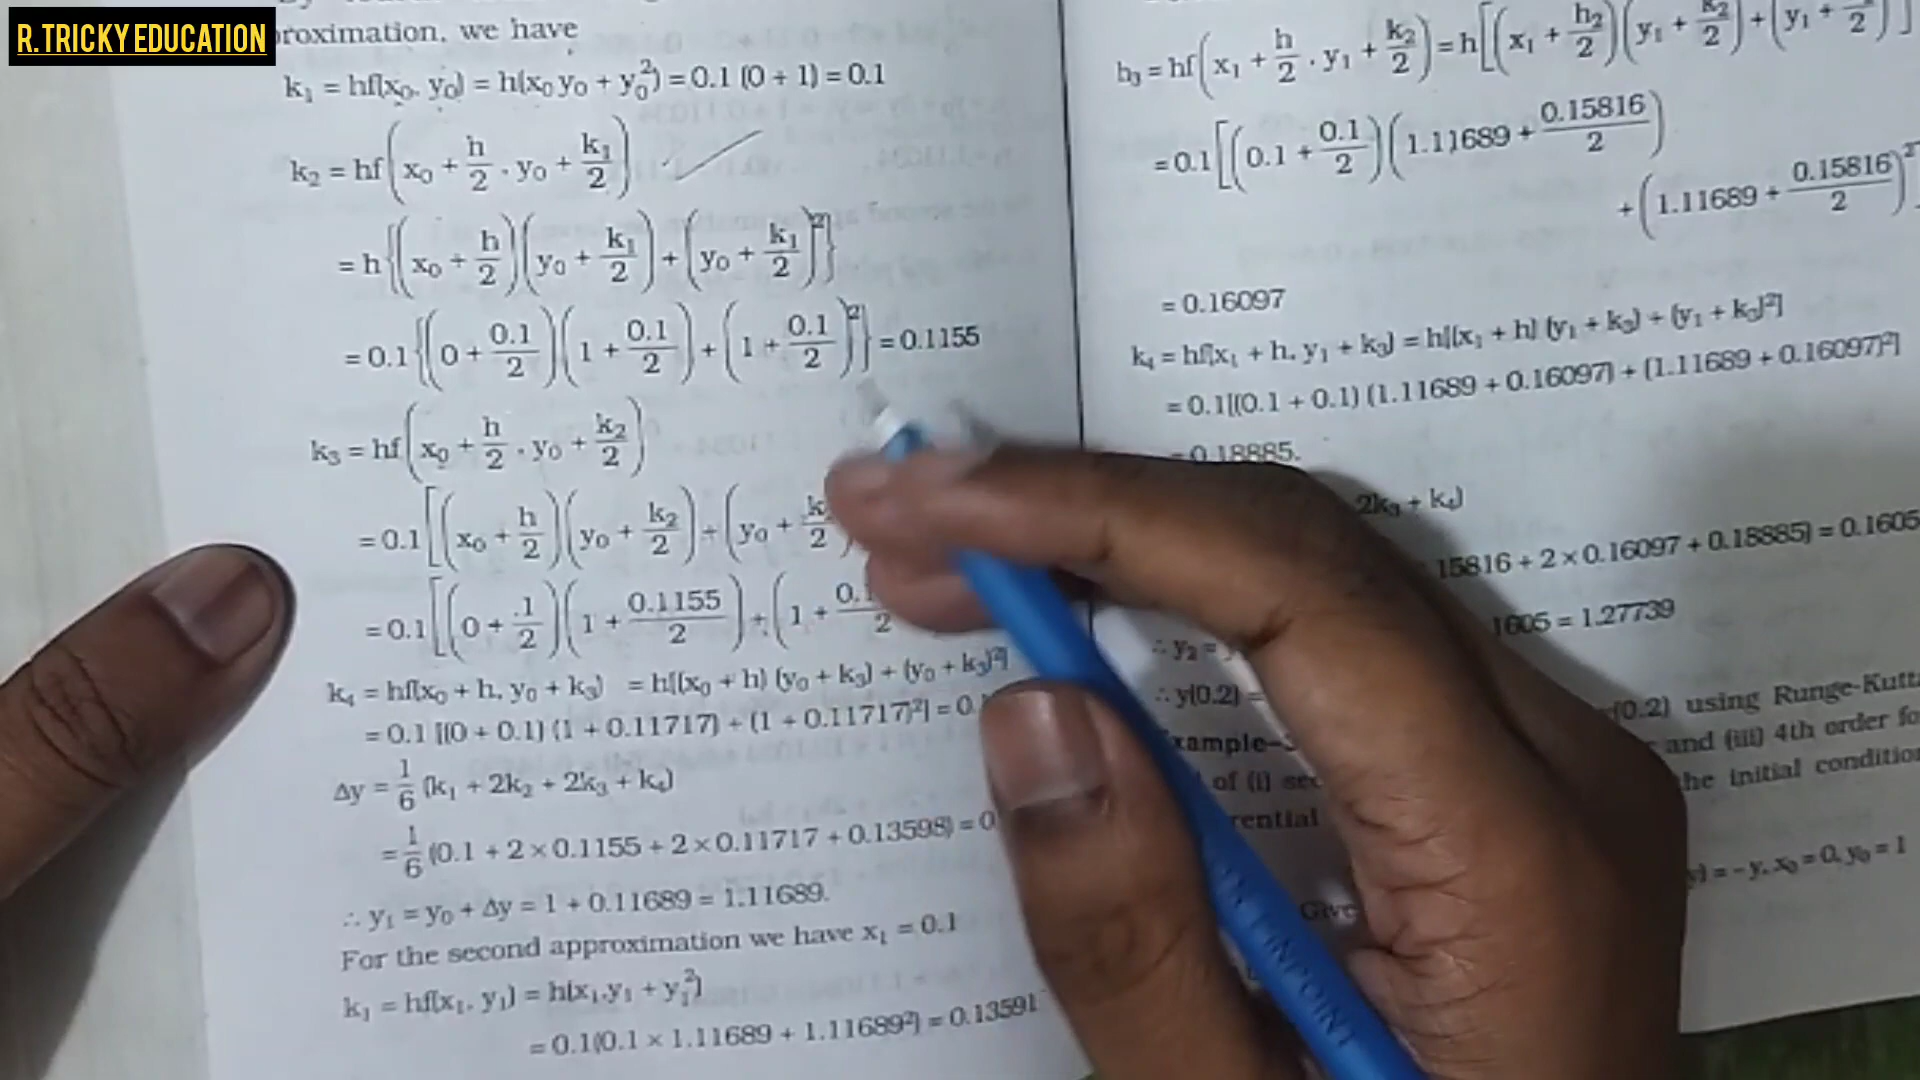 R.TRICKY EDUCATION
roximation, we have
k₁ = hf(x₀, y₀) = h(x₀y₀ + y₀²) = 0.1 (0 + 1) = 0.1
k₂ = hf(x₀ + h/2 . y₀ + k₁/2)
= h{(x₀ + h/2)(y₀ + k₁/2) + (y₀ + k₁/2)²}
= 0.1{(0 + 0.1/2)(1 + 0.1/2) + (1 + 0.1/2)²} = 0.1155
k₃ = hf(x₀ + h/2 . y₀ + k₂/2)
= 0.1[(x₀ + h/2)(y₀ + k₂/2) + (y₀ + k/2)
= 0.1[(0 + .1/2)(1 + 0.1155/2) + (1 + 0.1/2
k₄ = hf(x₀ + h, y₀ + k₃) = h[(x₀ + h) (y₀ + k₃) + (y₀ + k₃)²]
= 0.1 [(0 + 0.1) (1 + 0.11717) + (1 + 0.11717)²] = 0.
Δy = 1/6 (k₁ + 2k₂ + 2k₃ + k₄)
= 1/6 (0.1 + 2 × 0.1155 + 2 × 0.11717 + 0.13598) = 0
∴ y₁ = y₀ + Δy = 1 + 0.11689 = 1.11689.
For the second approximation we have x₁ = 0.1
k₁ = hf(x₁, y₁) = h(x₁.y₁ + y₁²)
= 0.1(0.1 × 1.11689 + 1.11689²) = 0.13591
h₃ = hf(x₁ + h/2 . y₁ + k₂/2) = h[(x₁ + h₂/2)(y₁ + k₂/2) + (y₁ + /2)]
= 0.1[(0.1 + 0.1/2)(1.11689 + 0.15816/2)
+ (1.11689 + 0.15816/2)²
= 0.16097
k₄ = hf(x₁ + h, y₁ + k₃) = h[(x₁ + h) (y₁ + k₃) + (y₁ + k₃)²]
= 0.1[(0.1 + 0.1) (1.11689 + 0.16097) + (1.11689 + 0.16097)²]
= 0.18885.
2k₃ + k₄)
15816 + 2 × 0.16097 + 0.18885) = 0.1605
1605 = 1.27739
∴ y₂ =
∴ y(0.2) =
(0.2) using Runge-Kutta
and (iii) 4th order for
of (i) sec the initial condition
rential
y) = – y, x₀ = 0, y₀ = 1